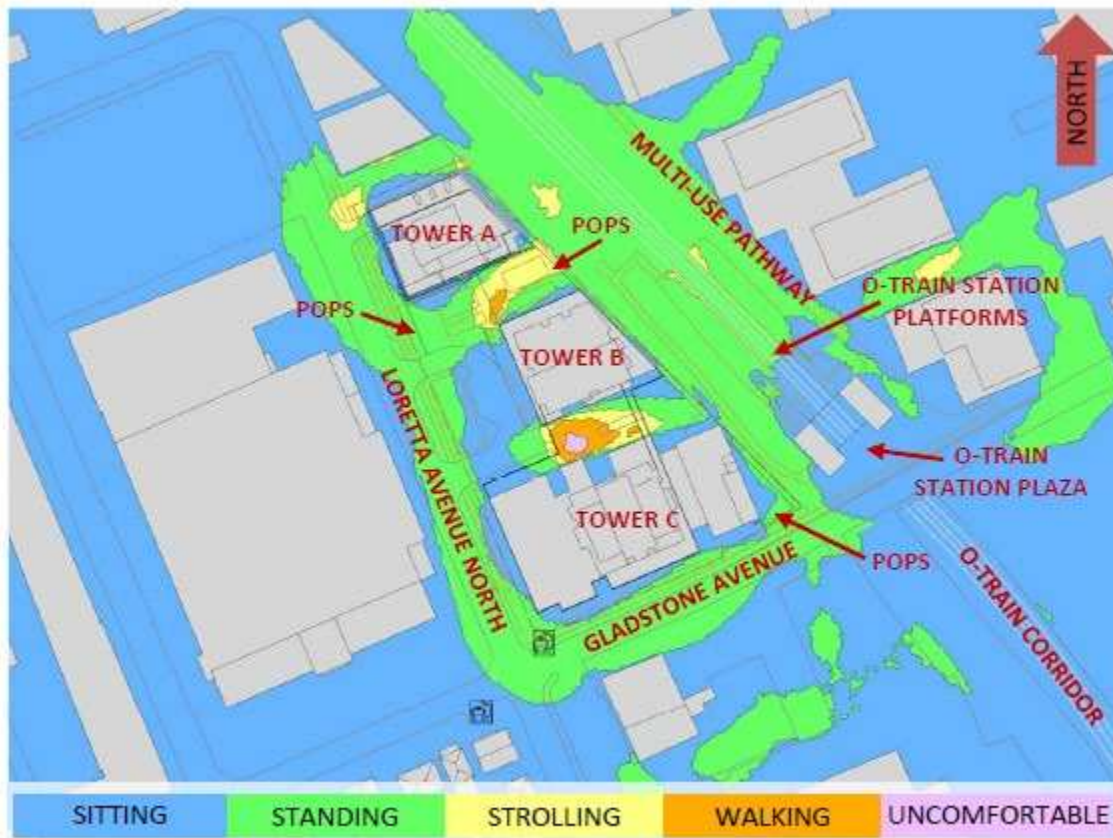 NORTH
MULTI-USE PATHWAY
TOWER A
POPS
POPS
O-TRAIN STATION
PLATFORMS
TOWER B
LORETTA AVENUE NORTH
O-TRAIN
STATION PLAZA
TOWER C
POPS
GLADSTONE AVENUE
O-TRAIN CORRIDOR
SITTING
STANDING
STROLLING
WALKING
UNCOMFORTABLE